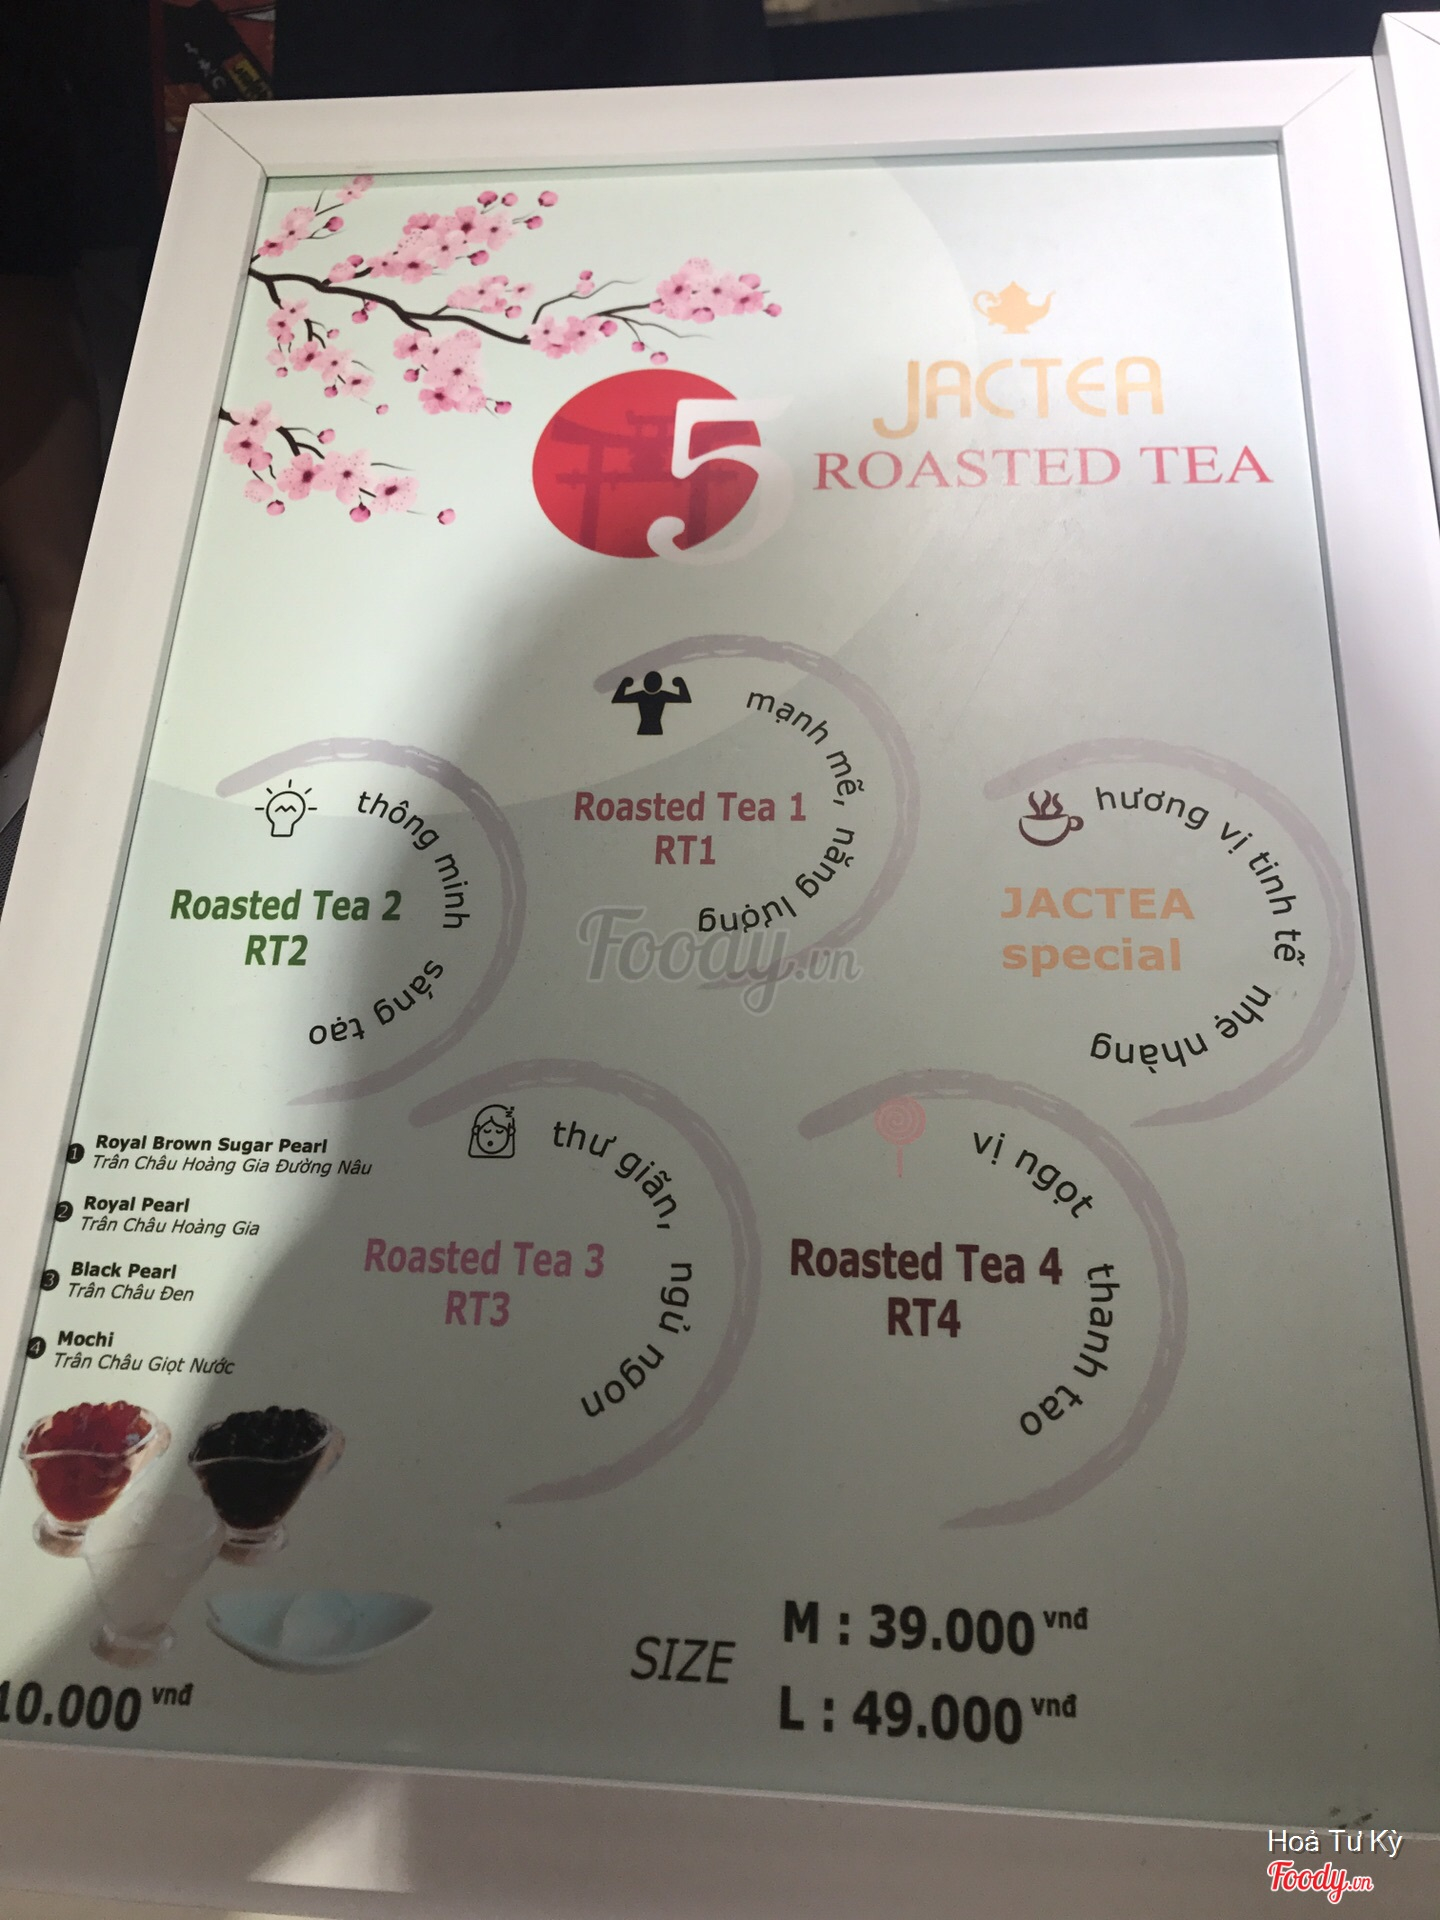 5
JACTEA
ROASTED TEA
mạnh mẽ, năng lượng
Roasted Tea 1
RT1
thông minh sáng tạo
Roasted Tea 2
RT2
hương vị tinh tế nhẹ nhàng
JACTEA
special
Foody.vn
thư giãn, ngủ ngon
Roasted Tea 3
RT3
vị ngọt thanh tao
Roasted Tea 4
RT4
1 Royal Brown Sugar Pearl
Trân Châu Hoàng Gia Đường Nâu
2 Royal Pearl
Trân Châu Hoàng Gia
3 Black Pearl
Trân Châu Đen
4 Mochi
Trân Châu Giọt Nước
10.000 vnđ
SIZE
M : 39.000 vnđ
L : 49.000 vnđ
Hoả Tư Kỳ
Foody.vn